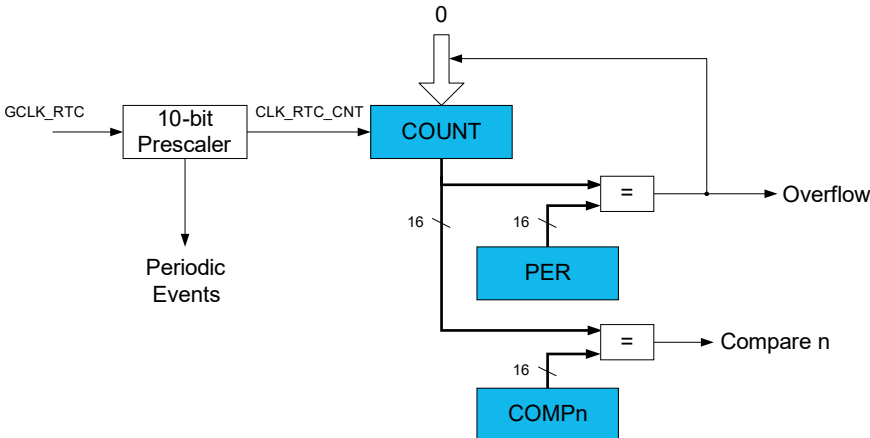 0
GCLK_RTC
10-bit
Prescaler
CLK_RTC_CNT
COUNT
=
Overflow
16
16
PER
Periodic
Events
=
Compare n
16
COMPn